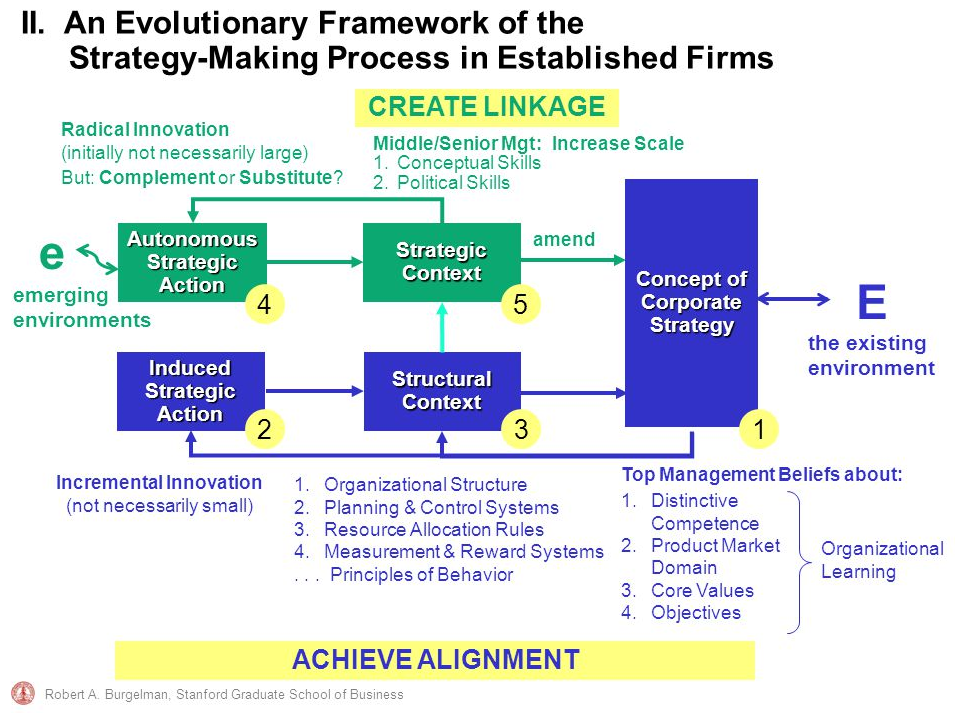 II. An Evolutionary Framework of the
Strategy-Making Process in Established Firms
CREATE LINKAGE
Radical Innovation
(initially not necessarily large)
But: Complement or Substitute?
Middle/Senior Mgt: Increase Scale
1. Conceptual Skills
2. Political Skills
e
emerging
environments
Autonomous
Strategic
Action
4
Strategic
Context
5
amend
Concept of
Corporate
Strategy
1
E
the existing
environment
Induced
Strategic
Action
2
Structural
Context
3
Incremental Innovation
(not necessarily small)
1. Organizational Structure
2. Planning & Control Systems
3. Resource Allocation Rules
4. Measurement & Reward Systems
. . . Principles of Behavior
Top Management Beliefs about:
1. Distinctive
Competence
2. Product Market
Domain
3. Core Values
4. Objectives
Organizational
Learning
ACHIEVE ALIGNMENT
Robert A. Burgelman, Stanford Graduate School of Business